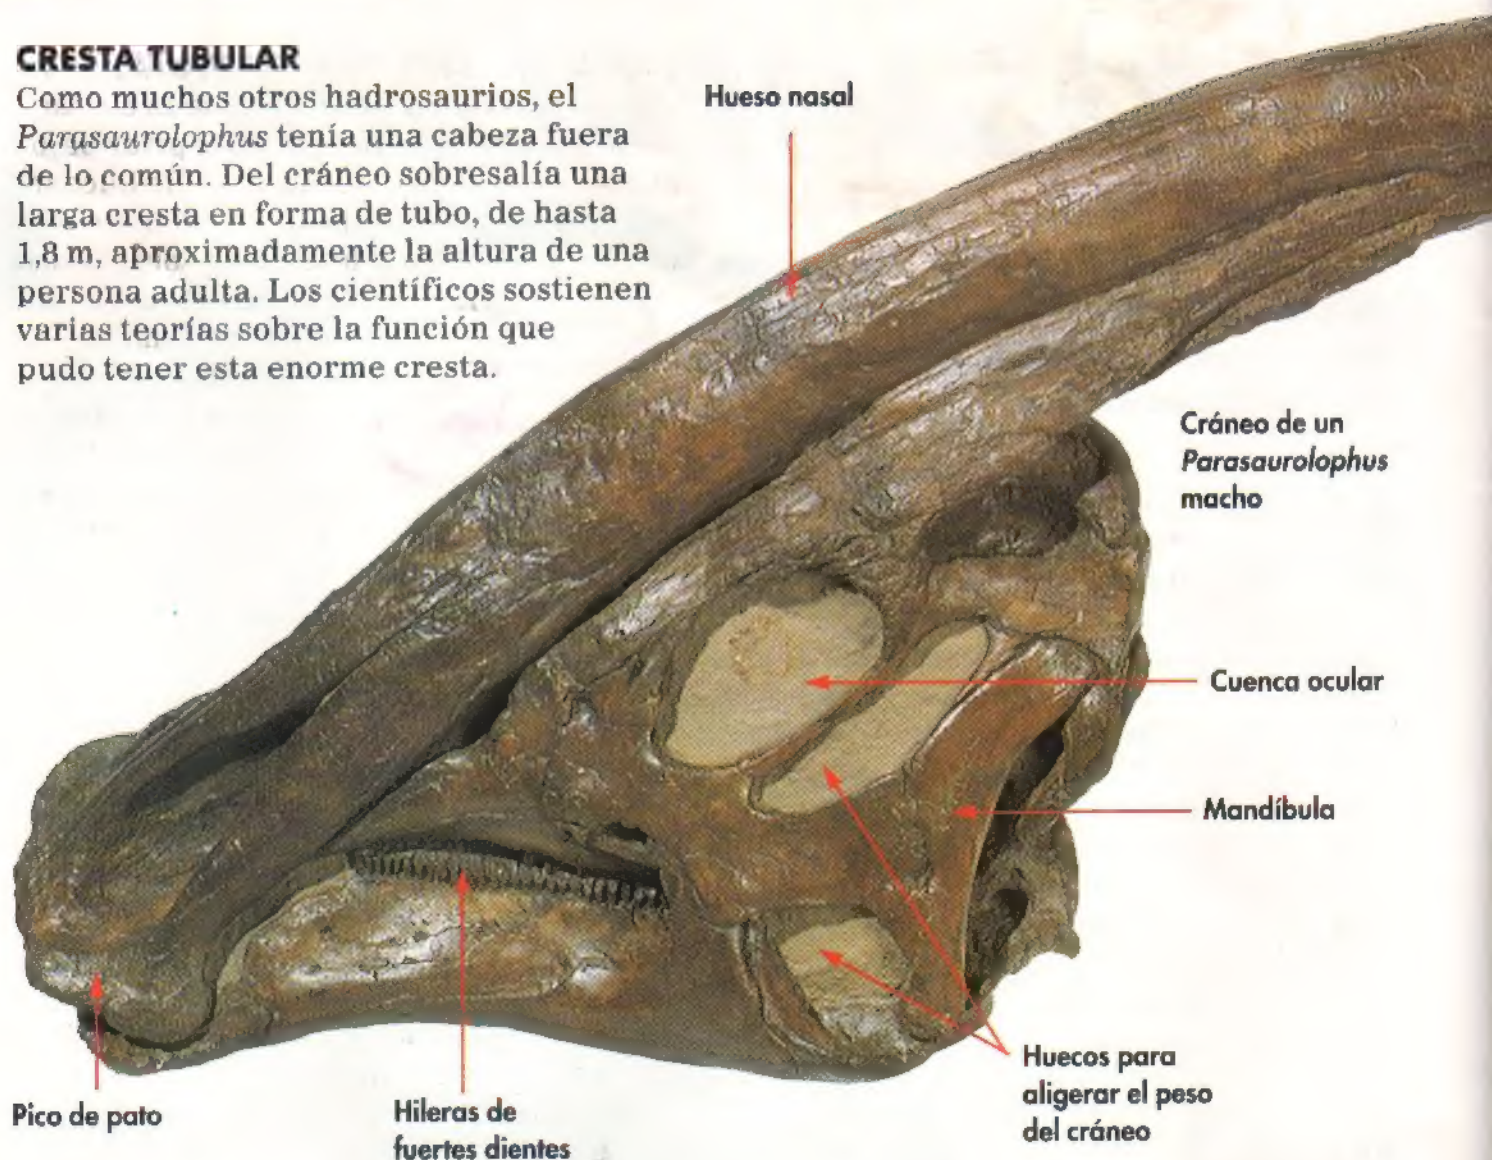 CRESTA TUBULAR
Como muchos otros hadrosaurios, el
Parasaurolophus tenía una cabeza fuera
de lo común. Del cráneo sobresalía una
larga cresta en forma de tubo, de hasta
1,8 m, aproximadamente la altura de una
persona adulta. Los científicos sostienen
varias teorías sobre la función que
pudo tener esta enorme cresta.
Hueso nasal
Cráneo de un
Parasaurolophus
macho
Cuenca ocular
Mandíbula
Huecos para
aligerar el peso
del cráneo
Hileras de
fuertes dientes
Pico de pato